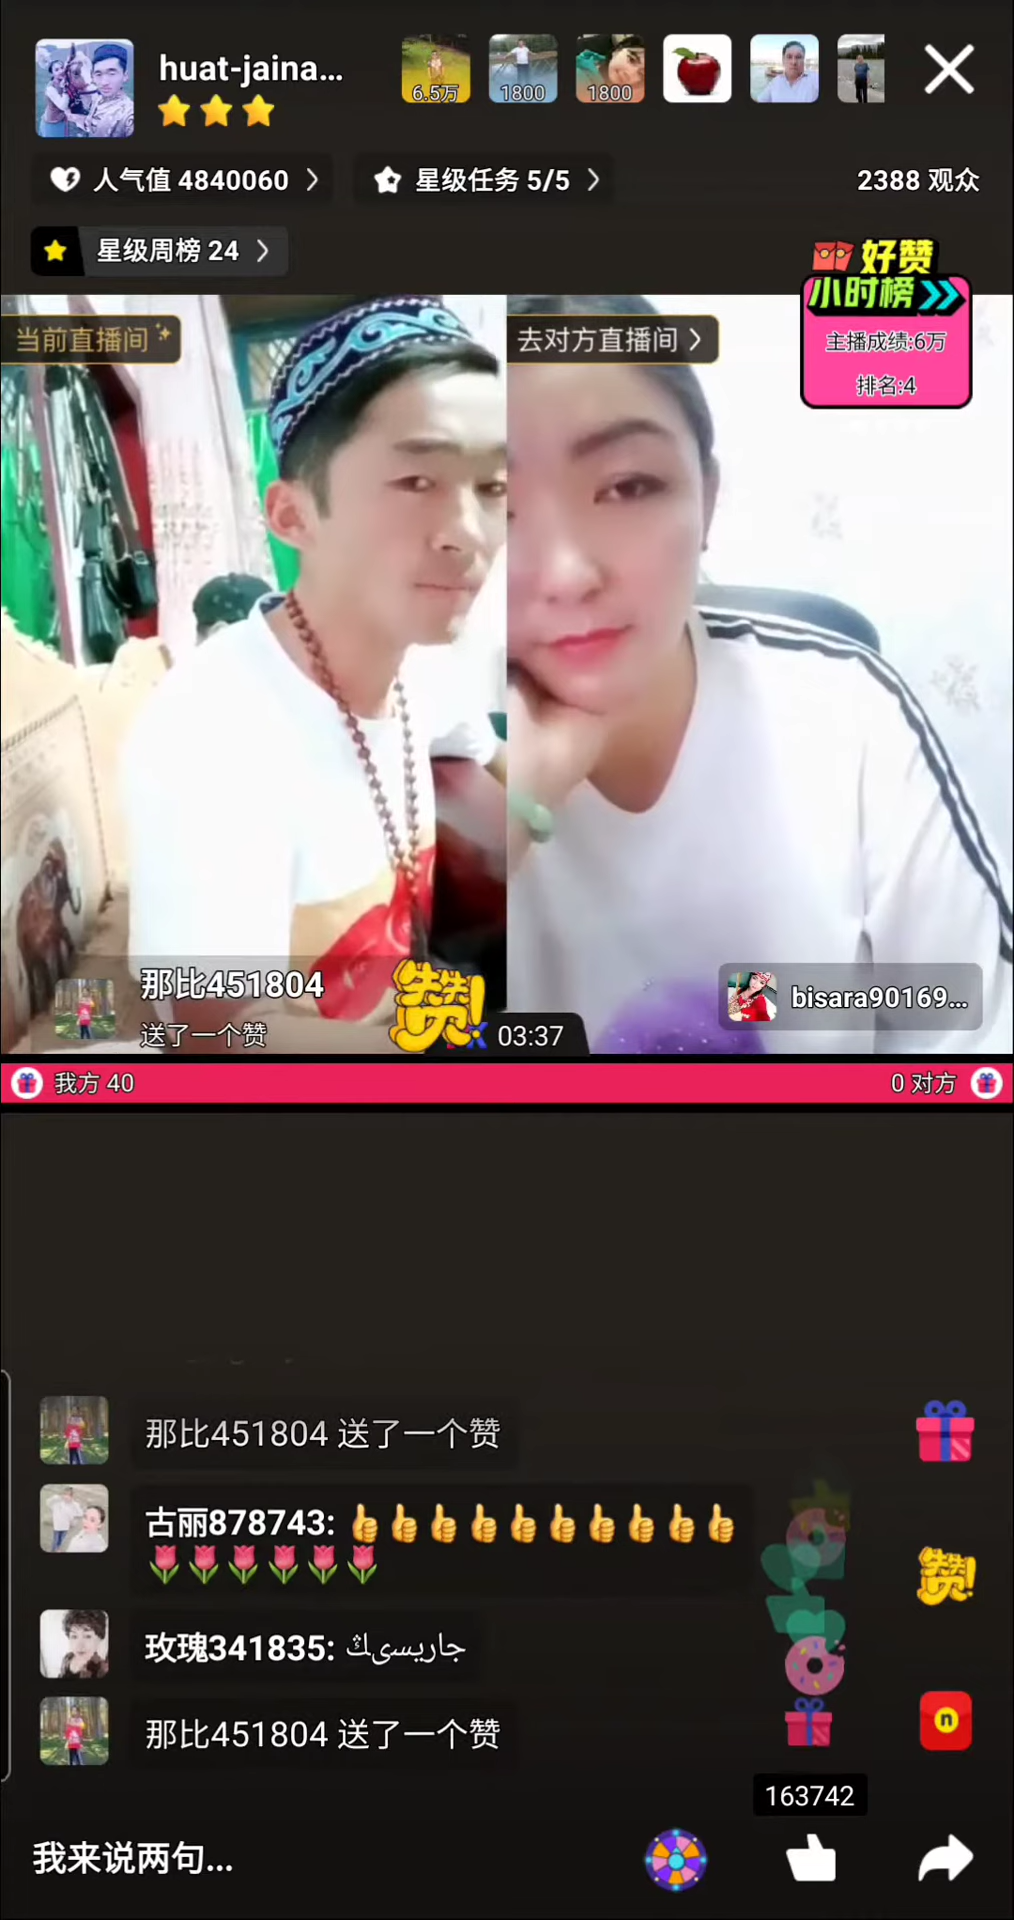 huat-jaina...
6.5万
1800
1800
人气值 4840060
星级任务 5/5
2388 观众
星级周榜 24
好赞
小时榜
主播成绩:6万
排名:4
当前直播间
去对方直播间
那比451804
送了一个赞
赞!
03:37
bisara90169...
我方 40
0 对方
那比451804 送了一个赞
古丽878743: 👍👍👍👍👍👍👍👍👍👍
🌷🌷🌷🌷🌷🌷
赞!
玫瑰341835: جاريسىڭ
那比451804 送了一个赞
n
163742
我来说两句...